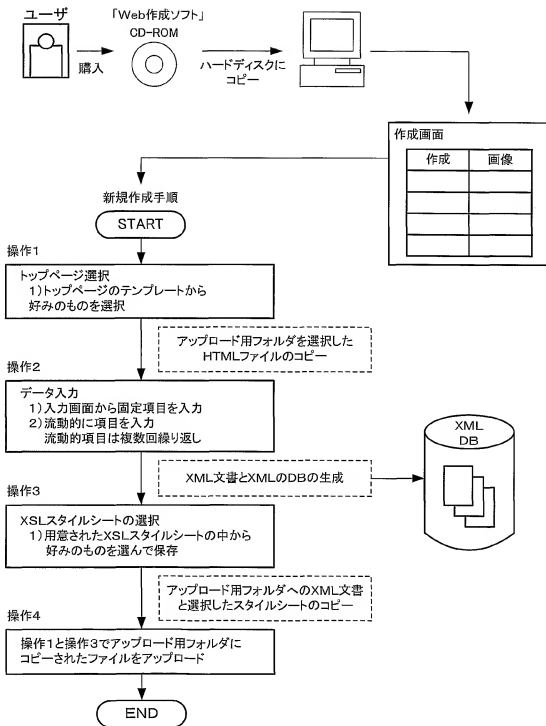 ユーザ
購入
「Web作成ソフト」
CD-ROM
ハードディスクに
コピー
作成画面
作成 画像
新規作成手順
START
操作1
トップページ選択
1)トップページのテンプレートから
好みのものを選択
アップロード用フォルダを選択した
HTMLファイルのコピー
操作2
データ入力
1)入力画面から固定項目を入力
2)流動的に項目を入力
流動的項目は複数回繰り返し
XML文書とXMLのDBの生成
XML
DB
操作3
XSLスタイルシートの選択
1)用意されたXSLスタイルシートの中から
好みのものを選んで保存
アップロード用フォルダへのXML文書
と選択したスタイルシートのコピー
操作4
操作1と操作3でアップロード用フォルダに
コピーされたファイルをアップロード
END